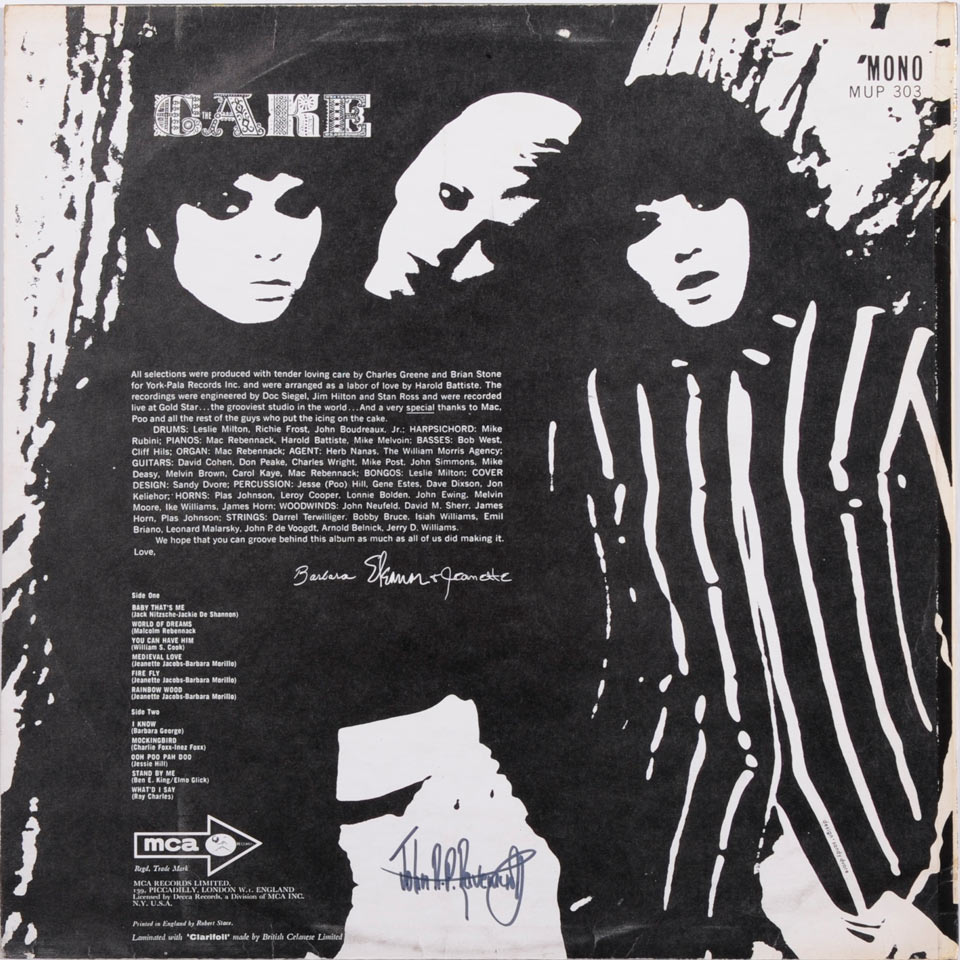 "MONO
MUP 303
THE CAKE
All selections were produced with tender loving care by Charles Greene and Brian Stone
for York-Pala Records Inc. and were arranged as a labor of love by Harold Battiste. The
recordings were engineered by Doc Siegel, Jim Hilton and Stan Ross and were recorded
live at Gold Star...the grooviest studio in the world...And a very special thanks to Mac,
Poo and all the rest of the guys who put the icing on the cake.
DRUMS: Leslie Milton, Richie Frost, John Boudreaux, Jr.; HARPSICHORD: Mike
Rubini; PIANOS: Mac Rebennack, Harold Battiste, Mike Melvoin; BASSES: Bob West,
Cliff Hils; ORGAN: Mac Rebennack; AGENT: Herb Nanas, The William Morris Agency;
GUITARS: David Cohen, Don Peake, Charles Wright, Mike Post, John Simmons, Mike
Deasy, Melvin Brown, Carol Kaye, Mac Rebennack; BONGOS: Leslie Milton; COVER
DESIGN: Sandy Dvore; PERCUSSION: Jesse (Poo) Hill, Gene Estes, Dave Dixson, Jon
Keliehor; HORNS: Plas Johnson, Leroy Cooper, Lonnie Bolden, John Ewing, Melvin
Moore, Ike Williams, James Horn; WOODWINDS: John Neufeld, David M. Sherr, James
Horn, Plas Johnson; STRINGS: Darrel Terwilliger, Bobby Bruce, Isiah Williams, Emil
Briano, Leonard Malarsky, John P. de Voogdt, Arnold Belnick, Jerry D. Williams.
We hope that you can groove behind this album as much as all of us did making it.
Love,
Barbara Eleanor + Jeanette
Side One
BABY THAT'S ME
(Jack Nitzsche-Jackie De Shannon)
WORLD OF DREAMS
(Malcolm Rebennack
YOU CAN HAVE HIM
(William S. Cook)
MEDIEVAL LOVE
(Jeanette Jacobs-Barbara Morillo)
FIRE FLY
(Jeanette Jacobs-Barbara Morillo)
RAINBOW WOOD
(Jeanette Jacobs-Barbara Morillo)
Side Two
I KNOW
(Barbara George)
MOCKINGBIRD
(Charlie Foxx-Inez Foxx)
OOH POO PAH DOO
(Jessie Hill)
STAND BY ME
(Ben E. King/Elmo Glick)
WHAT'D I SAY
(Ray Charles)
mca
RECORDS
Regd. Trade Mark
MCA RECORDS LIMITED,
139, PICCADILLY, LONDON W.1. ENGLAND
Licensed by Decca Records, a Division of MCA INC.
N.Y. U.S.A.
Printed in England by Robert Stace.
Laminated with 'Clarifoil' made by British Celanese Limited
John